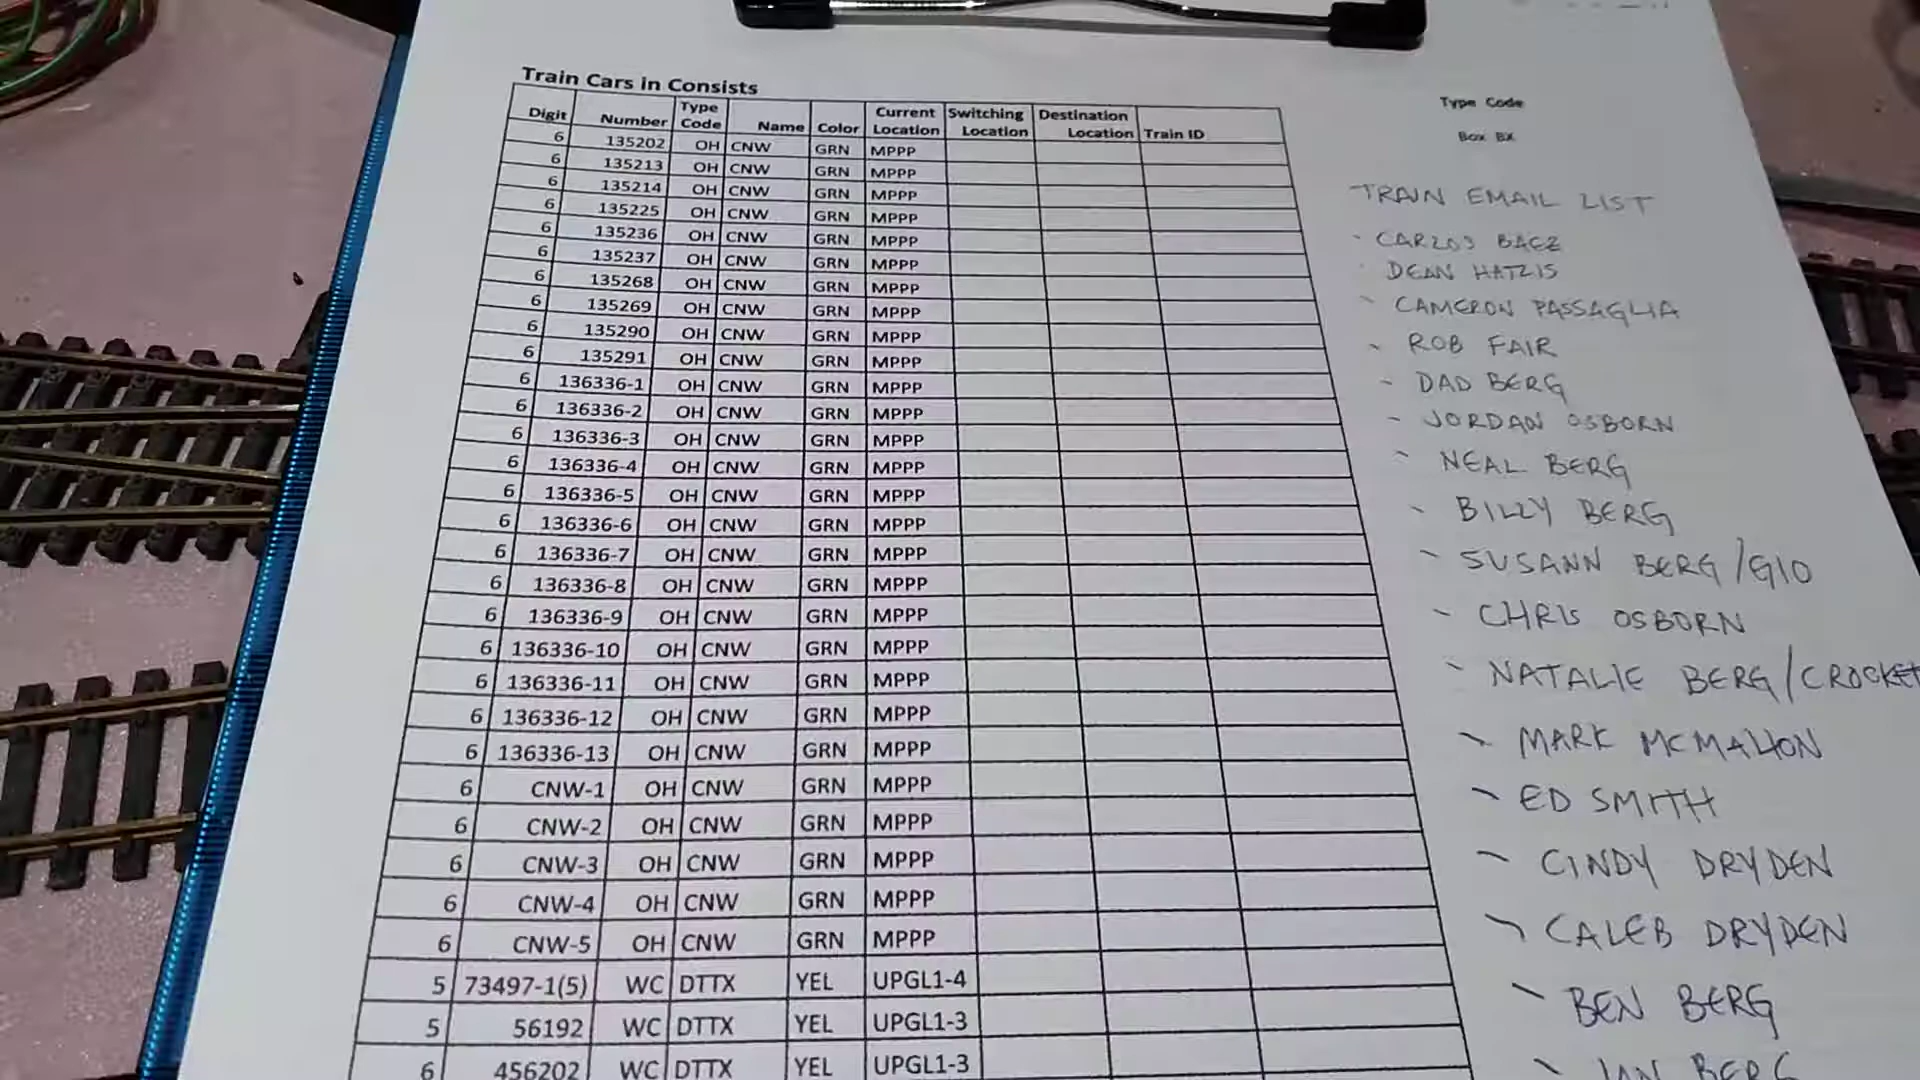 Train Cars in Consists
Digit Number Type Code Name Color Current Location Switching Location Destination Location Train ID
6 135202 OH CNW GRN MPPP
6 135213 OH CNW GRN MPPP
6 135214 OH CNW GRN MPPP
6 135225 OH CNW GRN MPPP
6 135236 OH CNW GRN MPPP
6 135237 OH CNW GRN MPPP
6 135268 OH CNW GRN MPPP
6 135269 OH CNW GRN MPPP
6 135290 OH CNW GRN MPPP
6 135291 OH CNW GRN MPPP
6 136336-1 OH CNW GRN MPPP
6 136336-2 OH CNW GRN MPPP
6 136336-3 OH CNW GRN MPPP
6 136336-4 OH CNW GRN MPPP
6 136336-5 OH CNW GRN MPPP
6 136336-6 OH CNW GRN MPPP
6 136336-7 OH CNW GRN MPPP
6 136336-8 OH CNW GRN MPPP
6 136336-9 OH CNW GRN MPPP
6 136336-10 OH CNW GRN MPPP
6 136336-11 OH CNW GRN MPPP
6 136336-12 OH CNW GRN MPPP
6 136336-13 OH CNW GRN MPPP
6 CNW-1 OH CNW GRN MPPP
6 CNW-2 OH CNW GRN MPPP
6 CNW-3 OH CNW GRN MPPP
6 CNW-4 OH CNW GRN MPPP
6 CNW-5 OH CNW GRN MPPP
5 73497-1(5) WC DTTX YEL UPGL1-4
5 56192 WC DTTX YEL UPGL1-3
6 456202 WC DTTX YEL UPGL1-3
Type Code
Box BX
TRAIN EMAIL LIST
- CARLOS BAEZ
- DEAN HATZIS
- CAMERON PASSAGLIA
- ROB FAIR
- DAD BERG
- JORDAN OSBORN
- NEAL BERG
- BILLY BERG
- SUSANN BERG/GIO
- CHRIS OSBORN
- NATALIE BERG/CROCKET
- MARK MCMAHON
- ED SMITH
- CINDY DRYDEN
- CALEB DRYDEN
- BEN BERG
- IAN BERG